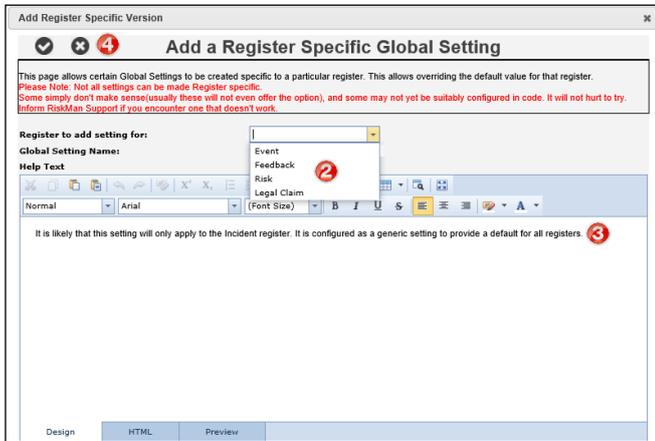 Add Register Specific Version
4
Add a Register Specific Global Setting
This page allows certain Global Settings to be created specific to a particular register. This allows overriding the default value for that register.
Please Note: Not all settings can be made Register specific.
Some simply don't make sense(usually these will not even offer the option), and some may not yet be suitably configured in code. It will not hurt to try.
Inform RiskMan Support if you encounter one that doesn't work.
Register to add setting for:
Global Setting Name:
Event
Help Text
Feedback
2
Risk
Legal Claim
Normal
Arial
(Font Size)
B I U S A
It is likely that this setting will only apply to the Incident register. It is configured as a generic setting to provide a default for all registers.
3
Design HTML Preview